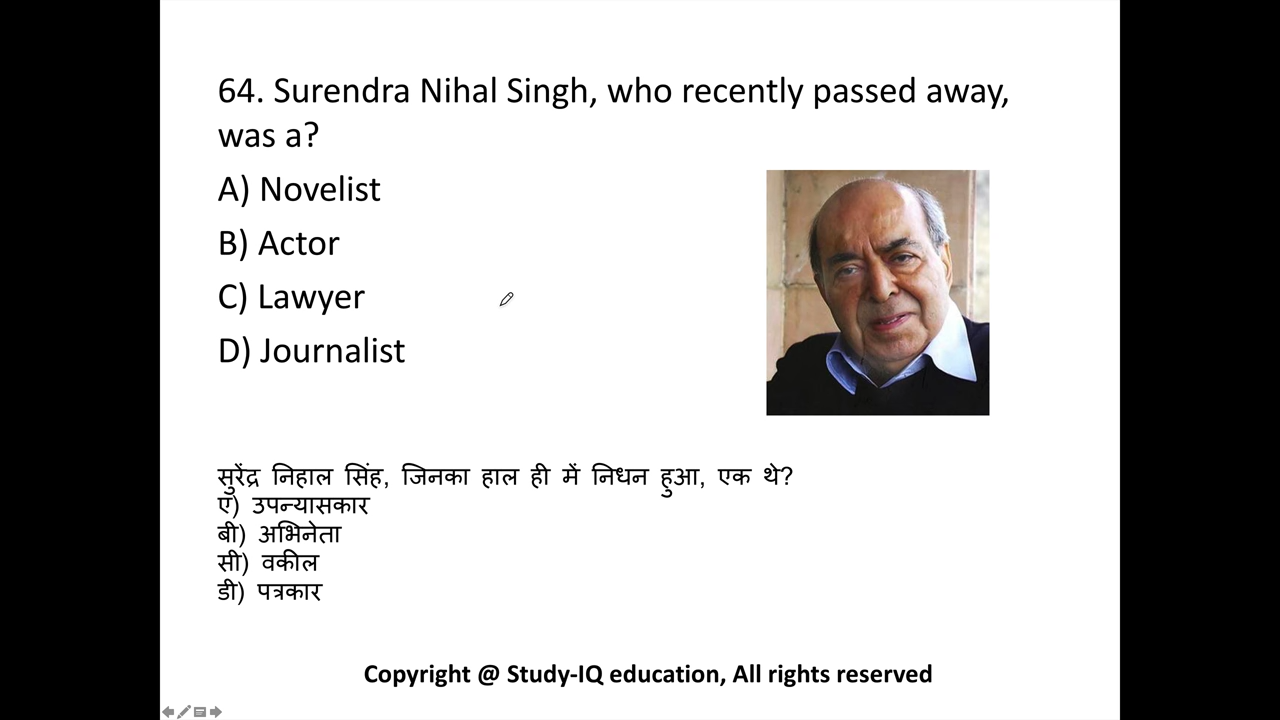 64. Surendra Nihal Singh, who recently passed away,
was a?
A) Novelist
B) Actor
C) Lawyer
D) Journalist
सुरेंद्र निहाल सिंह, जिनका हाल ही में निधन हुआ, एक थे?
ए) उपन्यासकार
बी) अभिनेता
सी) वकील
डी) पत्रकार
Copyright @ Study-IQ education, All rights reserved